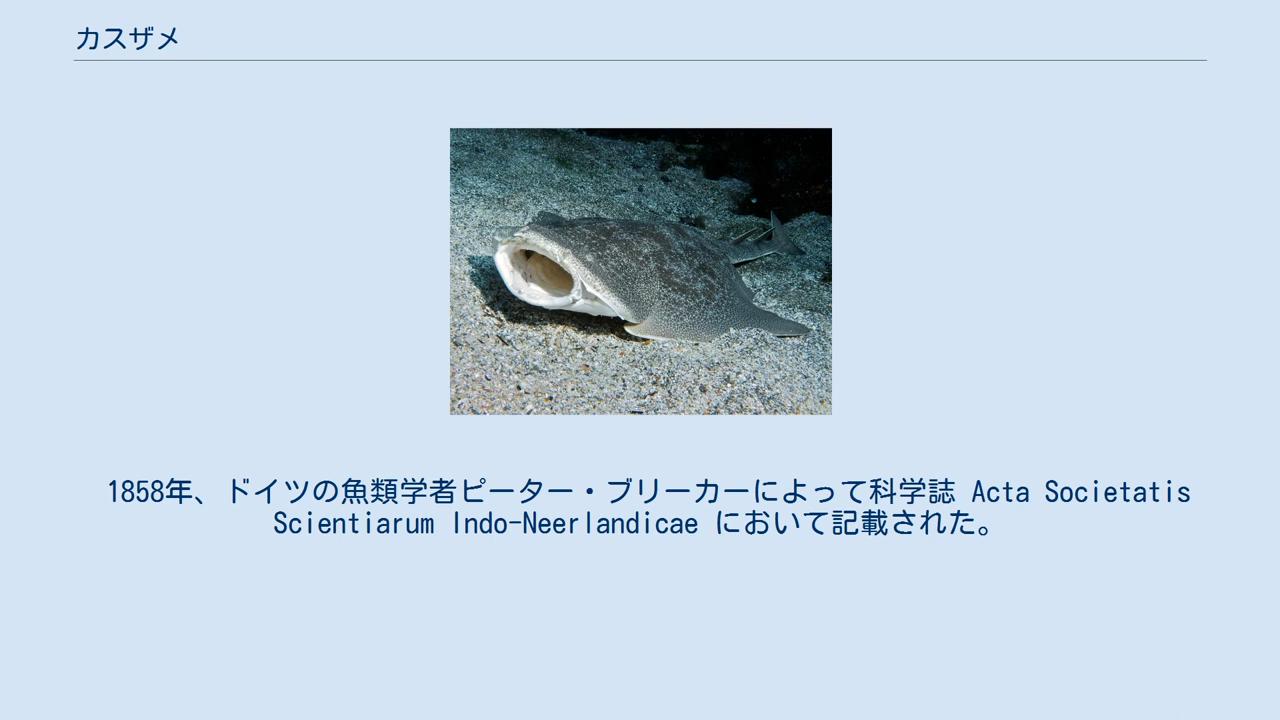 カスザメ
1858年、ドイツの魚類学者ピーター・ブリーカーによって科学誌 Acta Societatis
Scientiarum Indo-Neerlandicae において記載された。